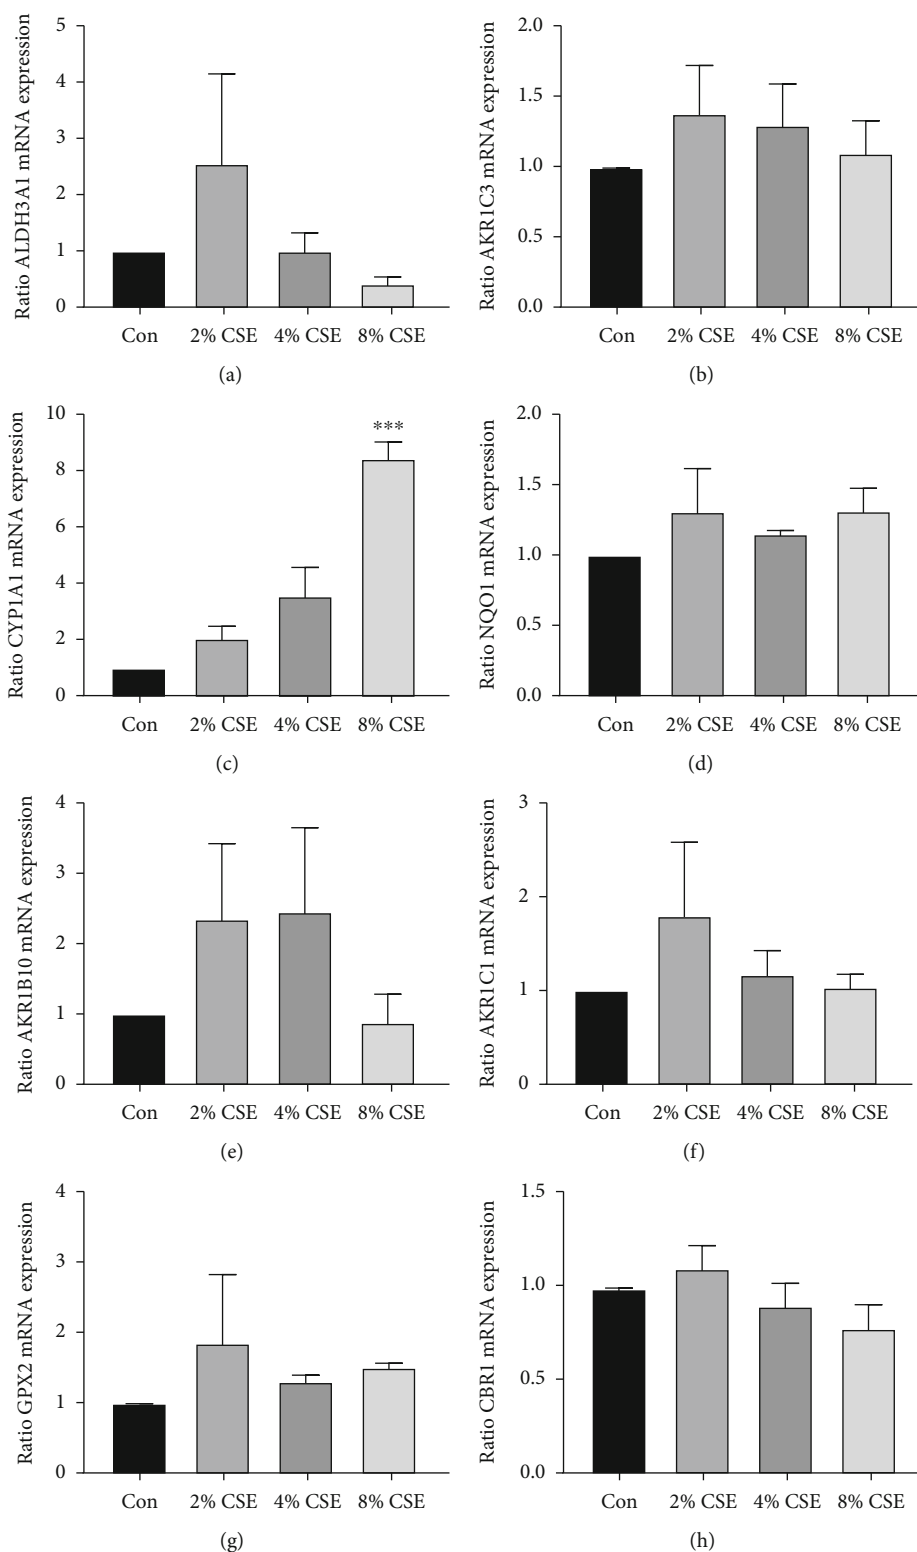 Ratio ALDH3A1 mRNA expression
5
4
3
2
1
0
Con 2% CSE 4% CSE 8% CSE
(a)
Ratio AKR1C3 mRNA expression
2.0
1.5
1.0
0.5
0.0
Con 2% CSE 4% CSE 8% CSE
(b)
Ratio CYP1A1 mRNA expression
10
8
6
4
2
0
***
Con 2% CSE 4% CSE 8% CSE
(c)
Ratio NQO1 mRNA expression
2.0
1.5
1.0
0.5
0.0
Con 2% CSE 4% CSE 8% CSE
(d)
Ratio AKR1B10 mRNA expression
4
3
2
1
0
Con 2% CSE 4% CSE 8% CSE
(e)
Ratio AKR1C1 mRNA expression
3
2
1
0
Con 2% CSE 4% CSE 8% CSE
(f)
Ratio GPX2 mRNA expression
4
3
2
1
0
Con 2% CSE 4% CSE 8% CSE
(g)
Ratio CBR1 mRNA expression
1.5
1.0
0.5
0.0
Con 2% CSE 4% CSE 8% CSE
(h)